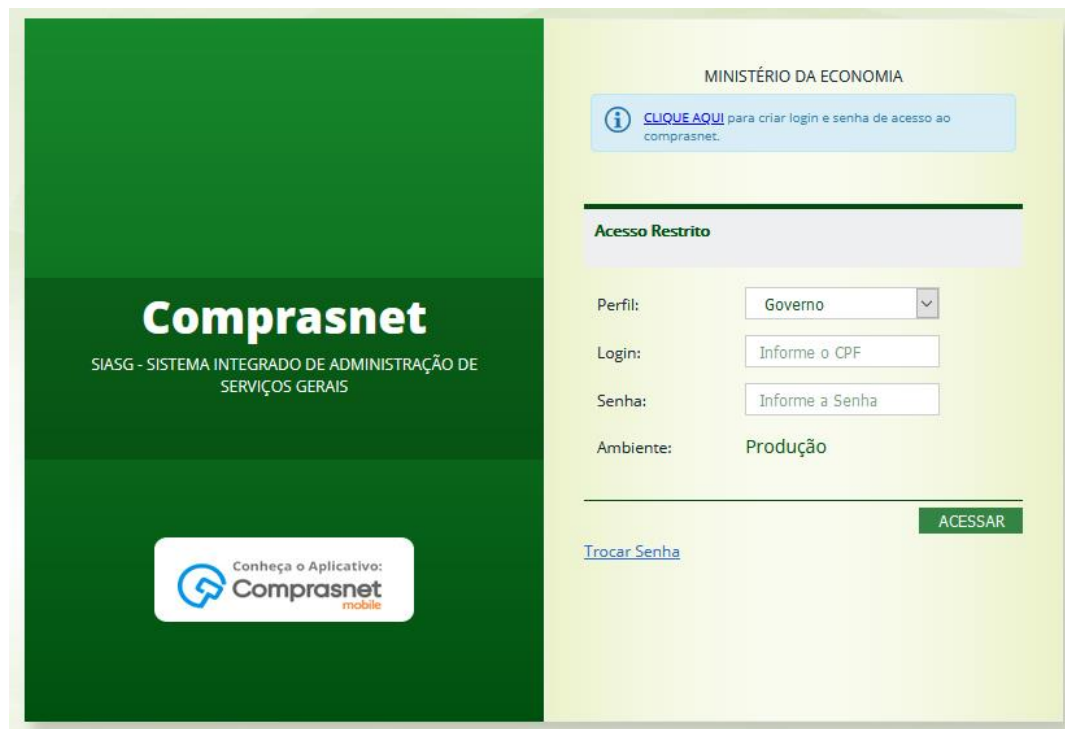 Comprasnet
SIASG - SISTEMA INTEGRADO DE ADMINISTRAÇÃO DE
SERVIÇOS GERAIS
Conheça o Aplicativo:
Comprasnet
mobile
MINISTÉRIO DA ECONOMIA
CLIQUE AQUI para criar login e senha de acesso ao
comprasnet.
Acesso Restrito
Perfil: Governo
Login: Informe o CPF
Senha: Informe a Senha
Ambiente: Produção
ACESSAR
Trocar Senha